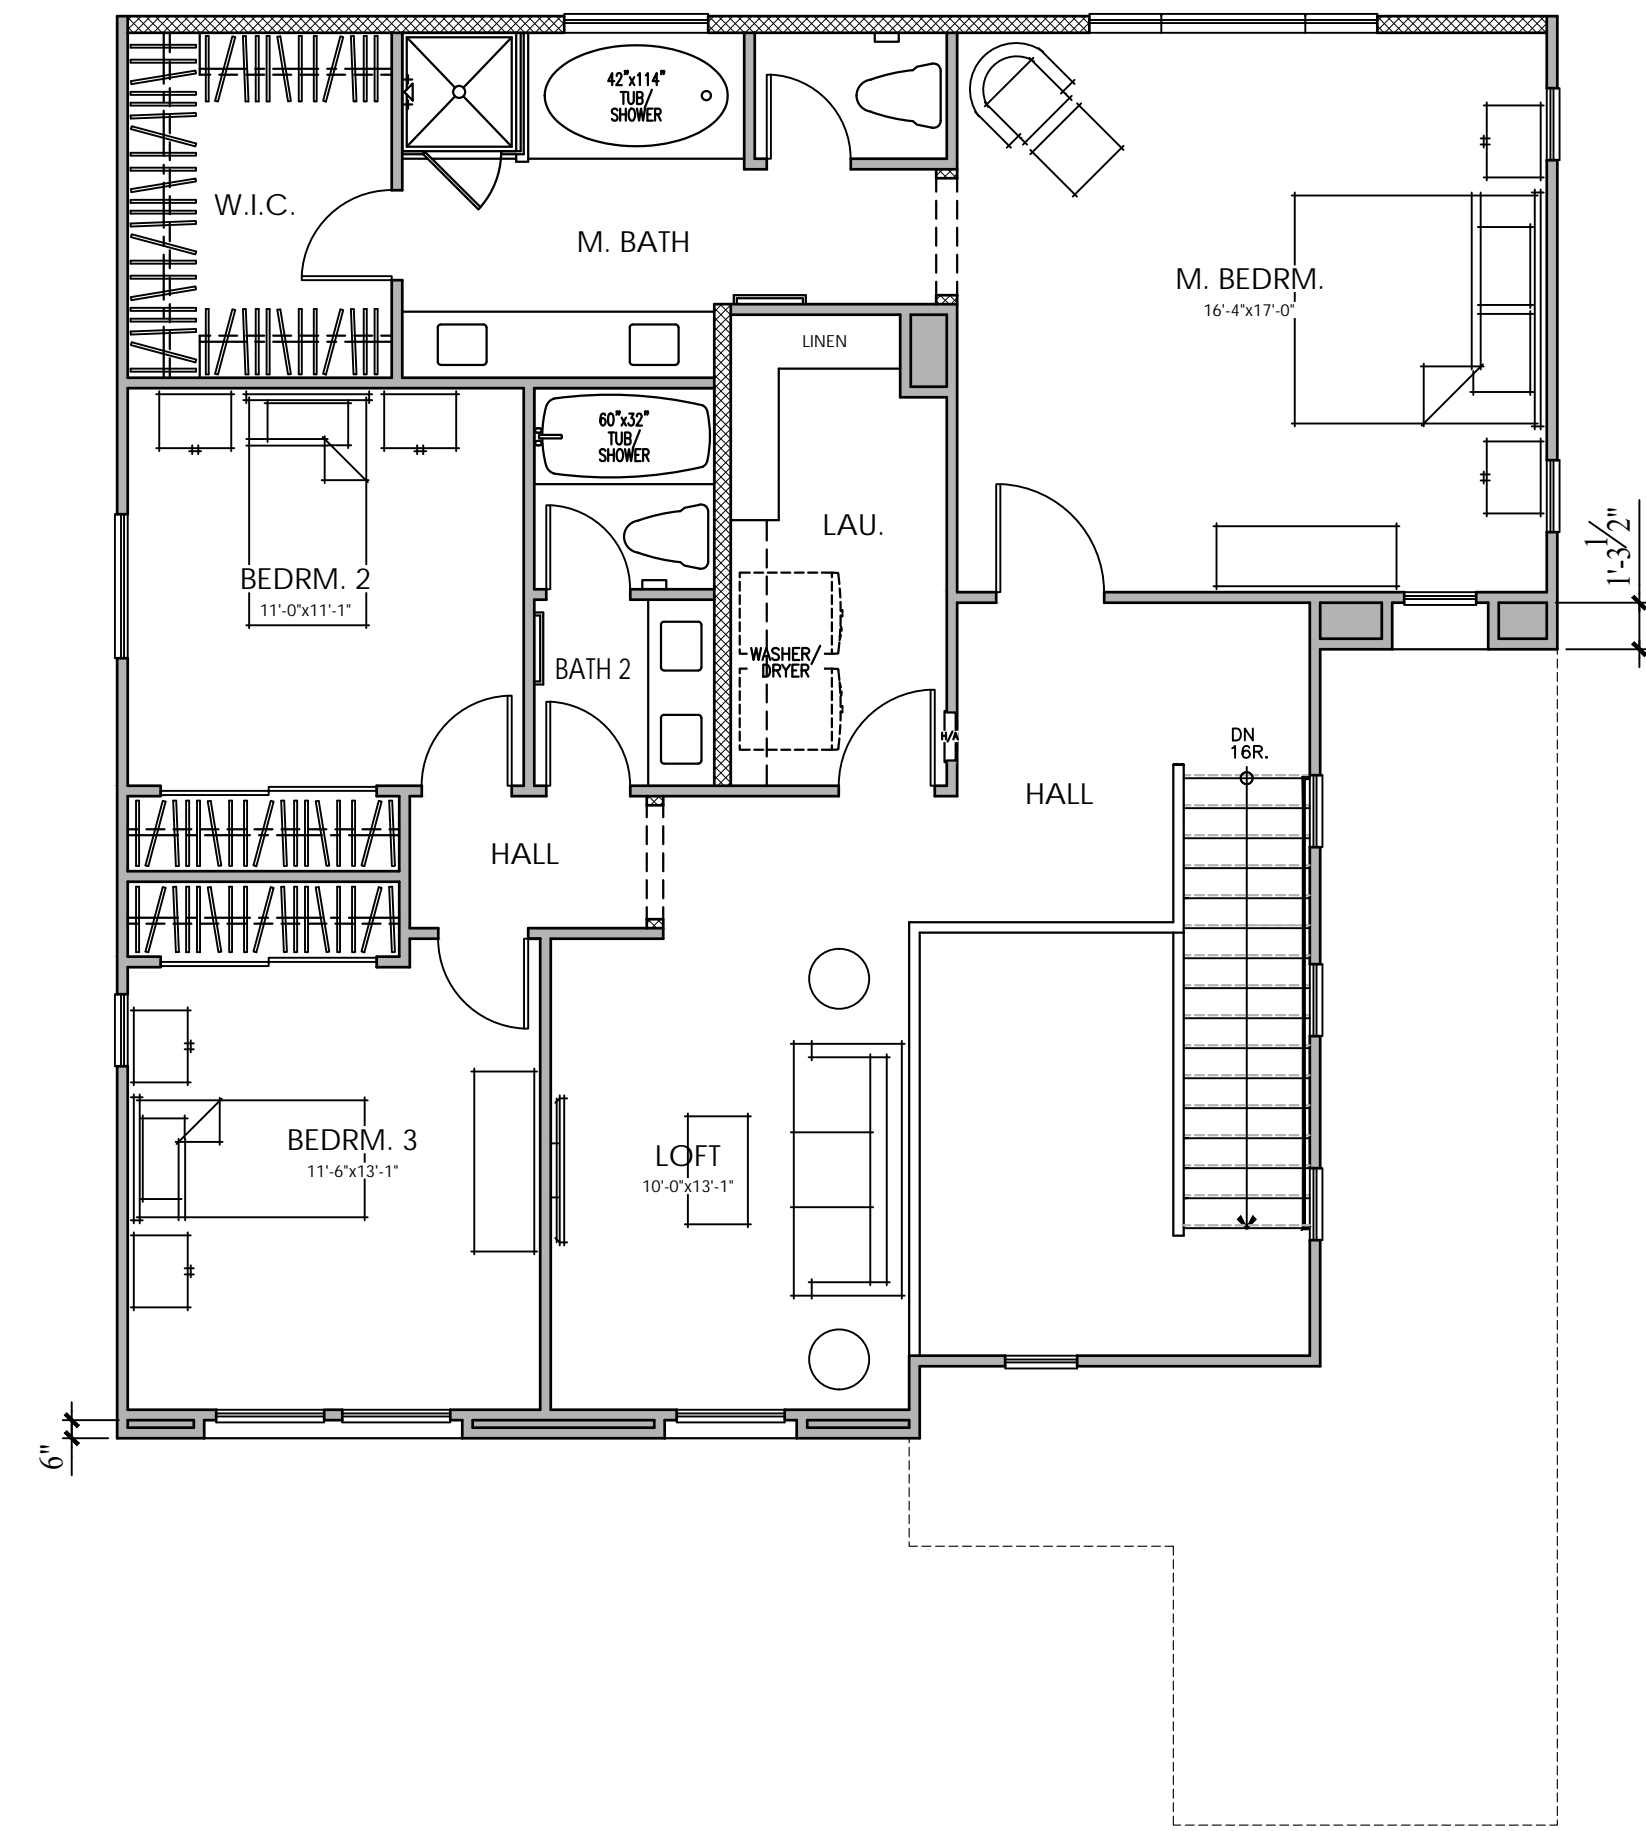 42"x114"
TUB/
SHOWER
W.I.C.
M. BATH
M. BEDRM.
16'-4"x17'-0"
LINEN
60"x32"
TUB/
SHOWER
LAU.
1'-3 1/2"
BEDRM. 2
11'-0"x11'-1"
BATH 2
WASHER/
DRYER
H/A
DN
16R.
HALL
HALL
BEDRM. 3
11'-6"x13'-1"
LOFT
10'-0"x13'-1"
6"